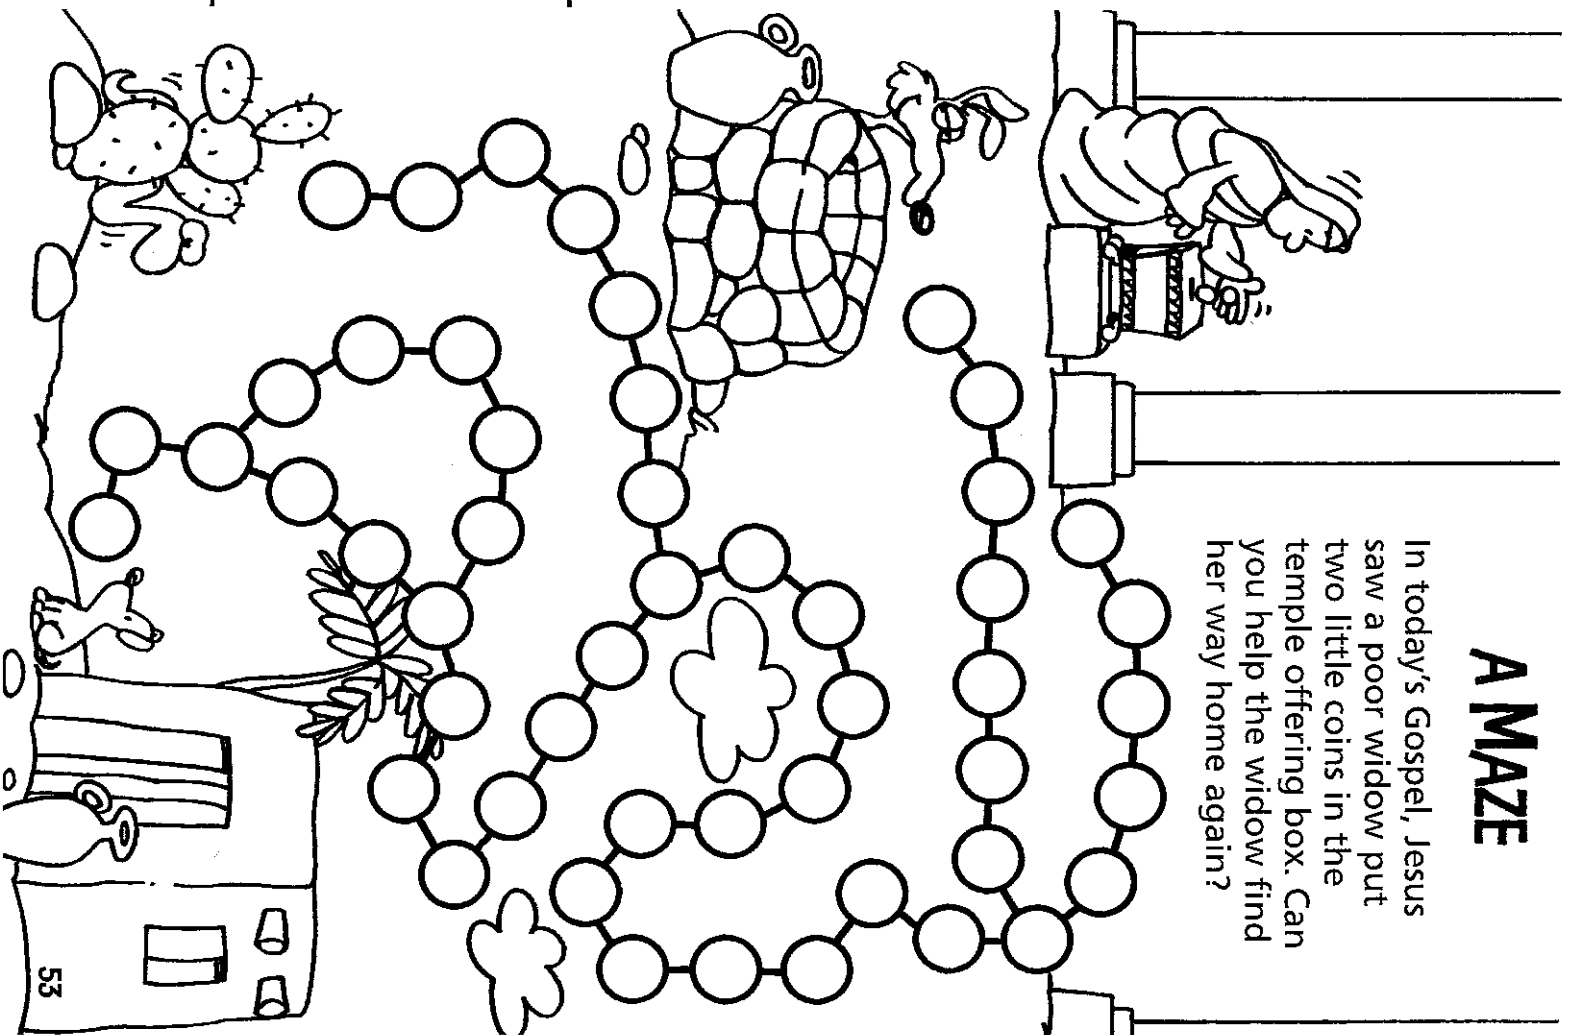 A MAZE
In today's Gospel, Jesus
saw a poor widow put
two little coins in the
temple offering box. Can
you help the widow find
her way home again?
53